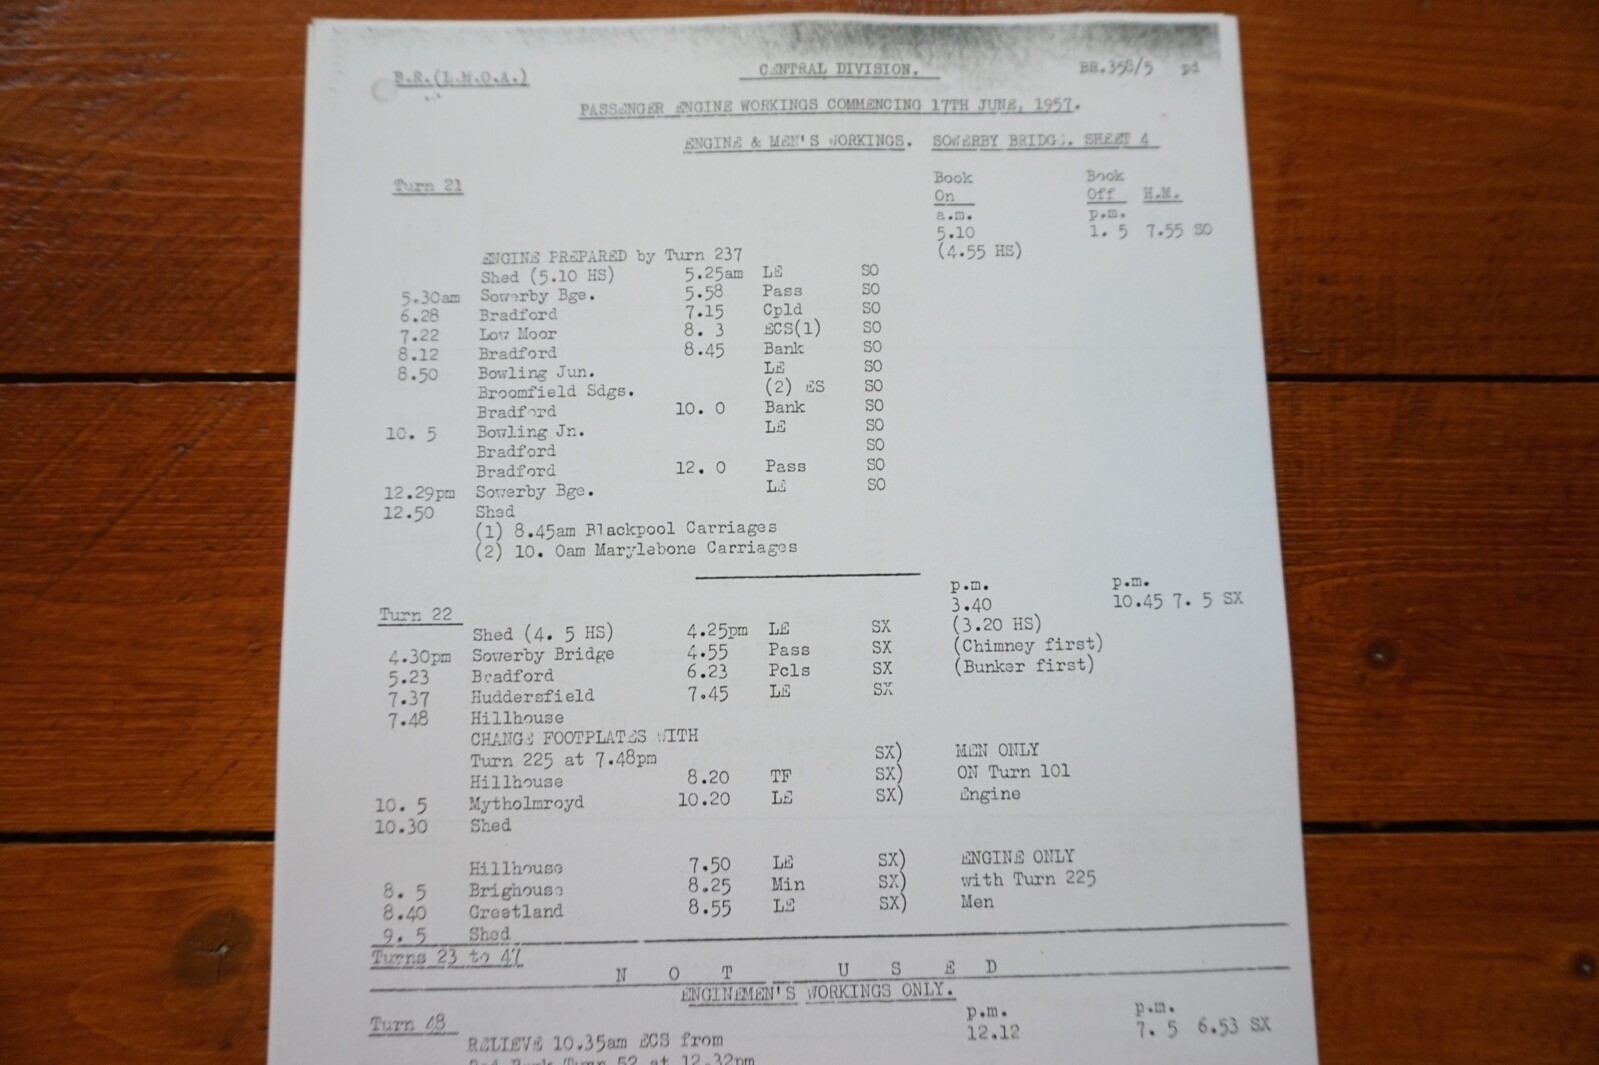 B.R.(L.M.O.A.) CENTRAL DIVISION. BR.358/5 p1
PASSENGER ENGINE WORKINGS COMMENCING 17TH JUNE, 1957.
ENGINE & MEN'S WORKINGS. SOWERBY BRIDGE. SHEET 4
Turn 21 Book Book
On Off H.M.
a.m. p.m.
5.10 1. 5 7.55 SO
ENGINE PREPARED by Turn 237 (4.55 HS)
Shed (5.10 HS) 5.25am LE SO
5.30am Sowerby Bge. 5.58 Pass SO
6.28 Bradford 7.15 Cpld SO
7.22 Low Moor 8. 3 ECS(1) SO
8.12 Bradford 8.45 Bank SO
8.50 Bowling Jun. LE SO
Broomfield Sdgs. (2) ES SO
Bradford 10. 0 Bank SO
10. 5 Bowling Jn. LE SO
Bradford SO
Bradford 12. 0 Pass SO
12.29pm Sowerby Bge. LE SO
12.50 Shed
(1) 8.45am Blackpool Carriages
(2) 10. 0am Marylebone Carriages
p.m. p.m.
Turn 22 3.40 10.45 7. 5 SX
Shed (4. 5 HS) 4.25pm LE SX (3.20 HS)
4.30pm Sowerby Bridge 4.55 Pass SX (Chimney first)
5.23 Bradford 6.23 Pcls SX (Bunker first)
7.37 Huddersfield 7.45 LE SX
7.48 Hillhouse
CHANGE FOOTPLATES WITH
Turn 225 at 7.48pm SX) MEN ONLY
Hillhouse 8.20 TF SX) ON Turn 101
10. 5 Mytholmroyd 10.20 LE SX) Engine
10.30 Shed
Hillhouse 7.50 LE SX) ENGINE ONLY
8. 5 Brighouse 8.25 Min SX) with Turn 225
8.40 Greetland 8.55 LE SX) Men
9. 5 Shed
Turns 23 to 47
N O T U S E D
ENGINEMEN'S WORKINGS ONLY.
p.m. p.m.
Turn 48 12.12 7. 5 6.53 SX
RELIEVE 10.35am ECS from
Red Bank Turn 52 at 12.32pm